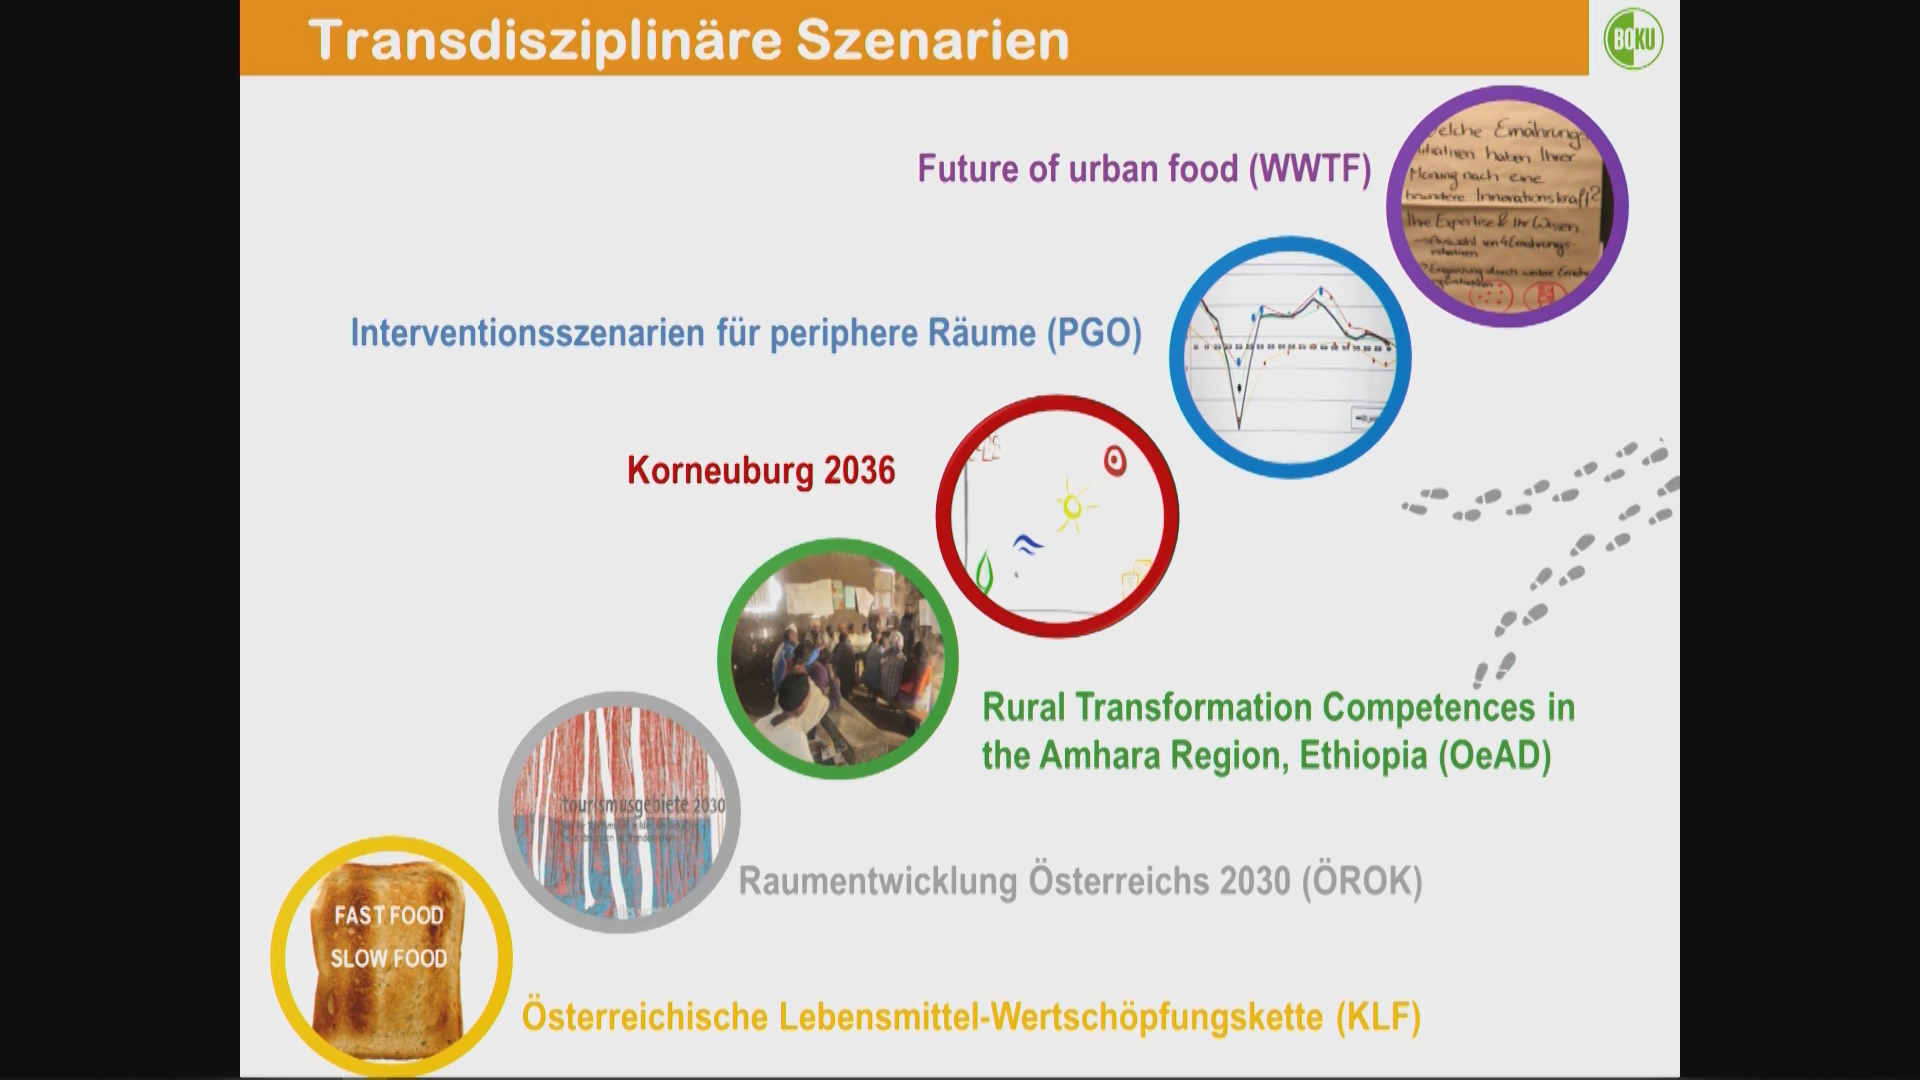 Transdisziplinäre Szenarien
BOKU
Future of urban food (WWTF)
elche Ernährungs
itiativen haben Ihrer
Meinung nach eine
besondere Innovationskraft?
Ihre Expertise & Ihr Wissen
Interventionsszenarien für periphere Räume (PGO)
Korneuburg 2036
Rural Transformation Competences in
the Amhara Region, Ethiopia (OeAD)
tourismusgebiete 2030
Raumentwicklung Österreichs 2030 (ÖROK)
FAST FOOD
SLOW FOOD
Österreichische Lebensmittel-Wertschöpfungskette (KLF)